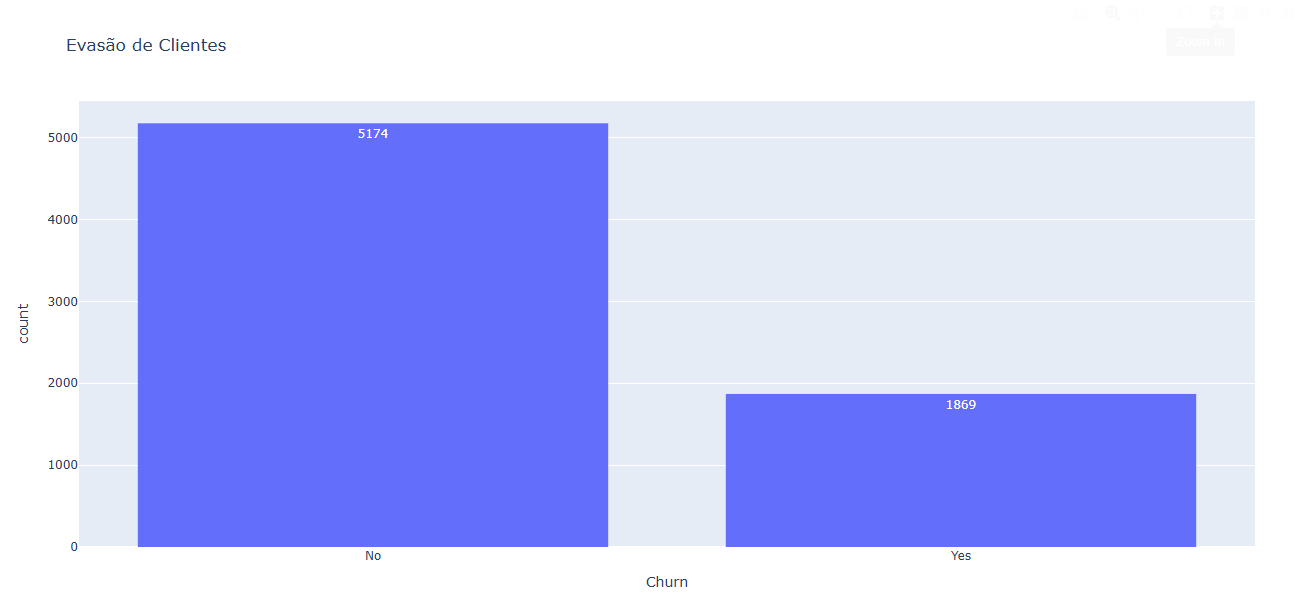 Zoom in
Evasão de Clientes
5174
1869
5000
4000
3000
2000
1000
0
count
No
Yes
Churn